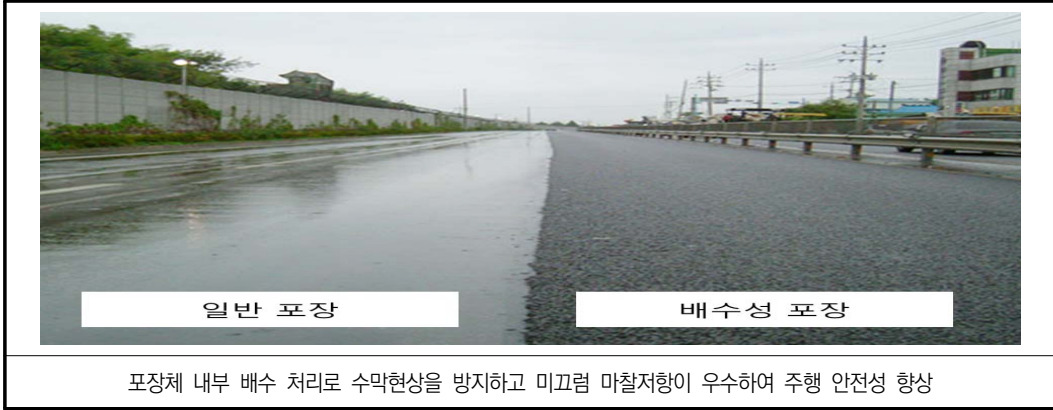 일반 포장
배수성 포장
포장체 내부 배수 처리로 수막현상을 방지하고 미끄럼 마찰저항이 우수하여 주행 안전성 향상